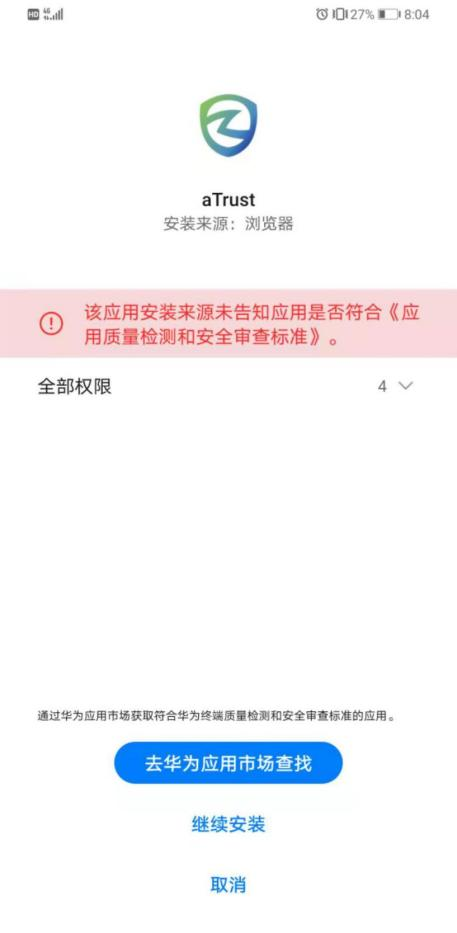 HD 4G 27% 8:04
aTrust
安装来源：浏览器
该应用安装来源未告知应用是否符合《应
用质量检测和安全审查标准》。
全部权限 4
通过华为应用市场获取符合华为终端质量检测和安全审查标准的应用。
去华为应用市场查找
继续安装
取消